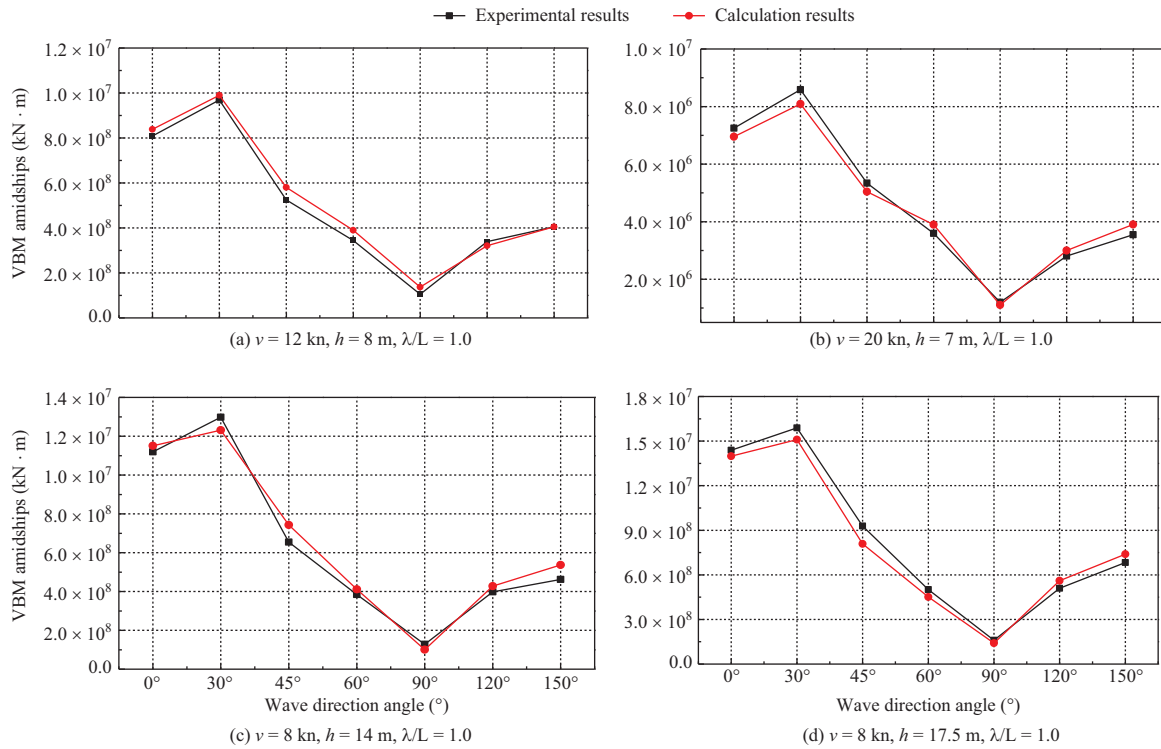 Experimental results
Calculation results
VBM amidships (kN · m)
1.2 × 10⁷
1.0 × 10⁷
8.0 × 10⁸
6.0 × 10⁸
4.0 × 10⁸
2.0 × 10⁸
0.0
(a) v = 12 kn, h = 8 m, λ/L = 1.0
1.0 × 10⁷
8.0 × 10⁶
6.0 × 10⁶
4.0 × 10⁶
2.0 × 10⁶
(b) v = 20 kn, h = 7 m, λ/L = 1.0
VBM amidships (kN · m)
1.4 × 10⁷
1.2 × 10⁷
1.0 × 10⁷
8.0 × 10⁸
6.0 × 10⁸
4.0 × 10⁸
2.0 × 10⁸
0.0
0° 30° 45° 60° 90° 120° 150°
Wave direction angle (°)
(c) v = 8 kn, h = 14 m, λ/L = 1.0
1.8 × 10⁷
1.5 × 10⁷
1.2 × 10⁷
9.0 × 10⁸
6.0 × 10⁸
3.0 × 10⁸
0.0
0° 30° 45° 60° 90° 120° 150°
Wave direction angle (°)
(d) v = 8 kn, h = 17.5 m, λ/L = 1.0